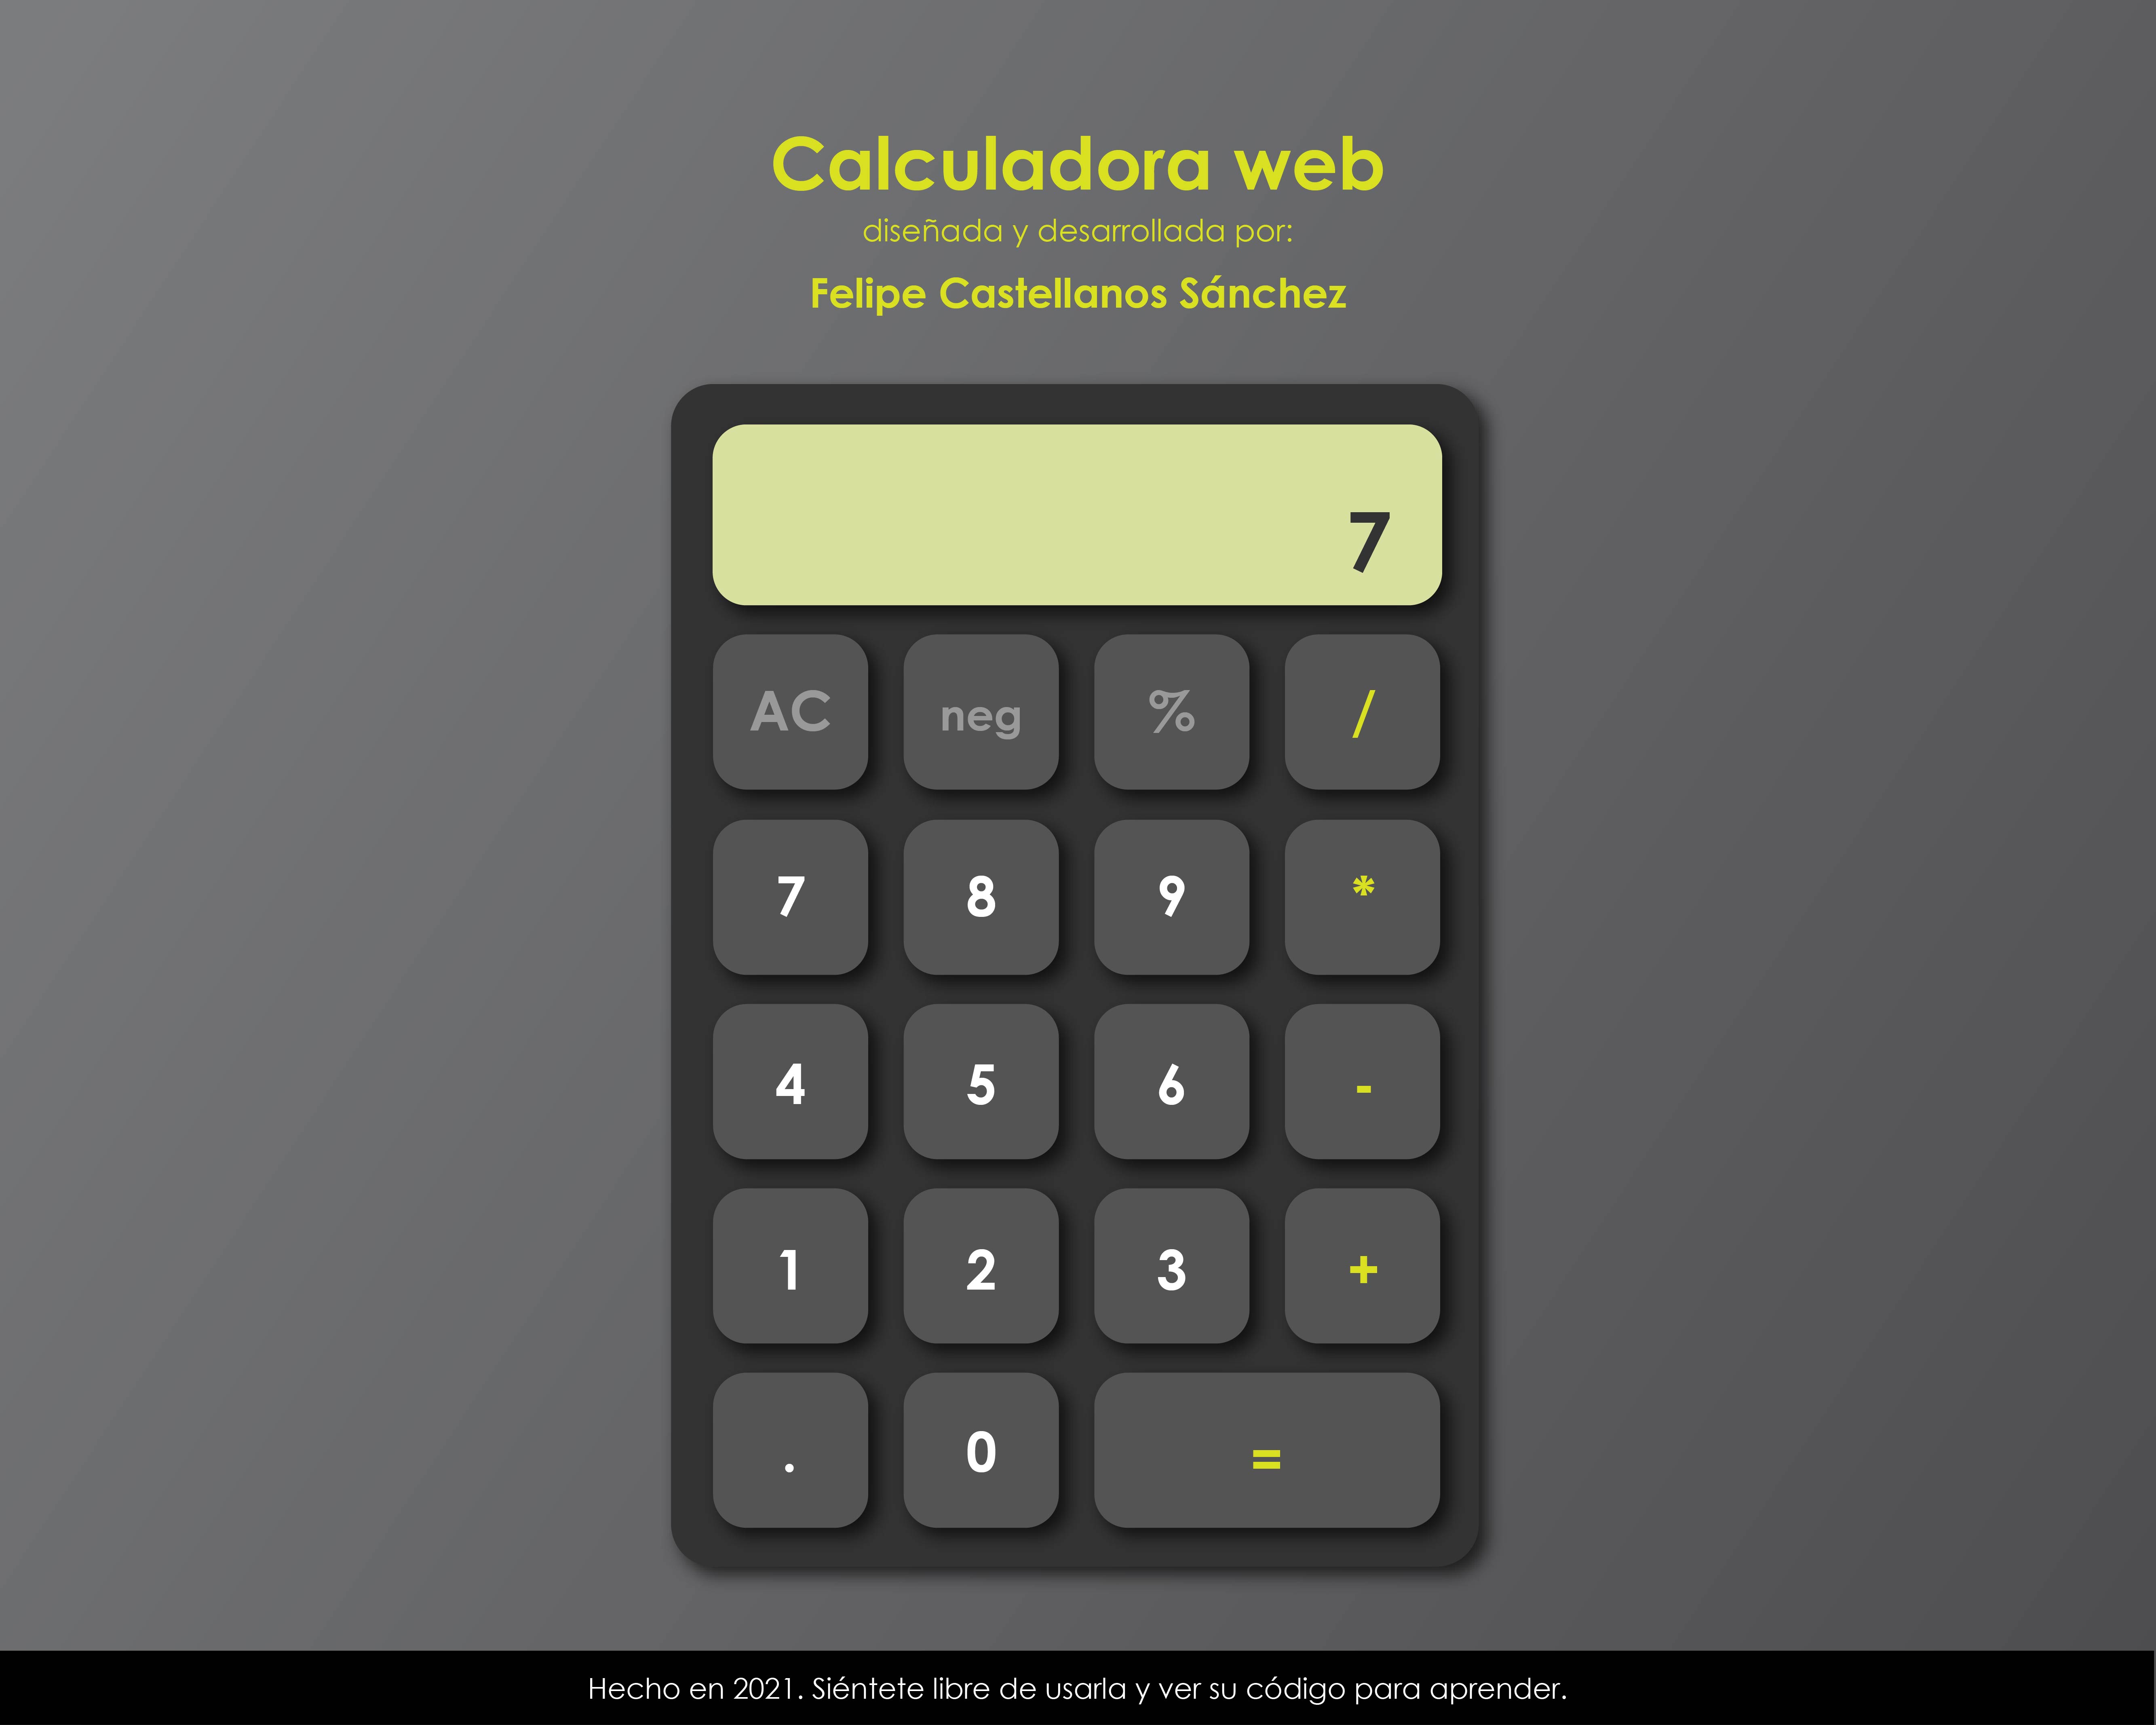 Calculadora web
diseñada y desarrollada por:
Felipe Castellanos Sánchez
7
AC neg % /
7 8 9 *
4 5 6 -
1 2 3 +
. 0 =
Hecho en 2021. Siéntete libre de usarla y ver su código para aprender.